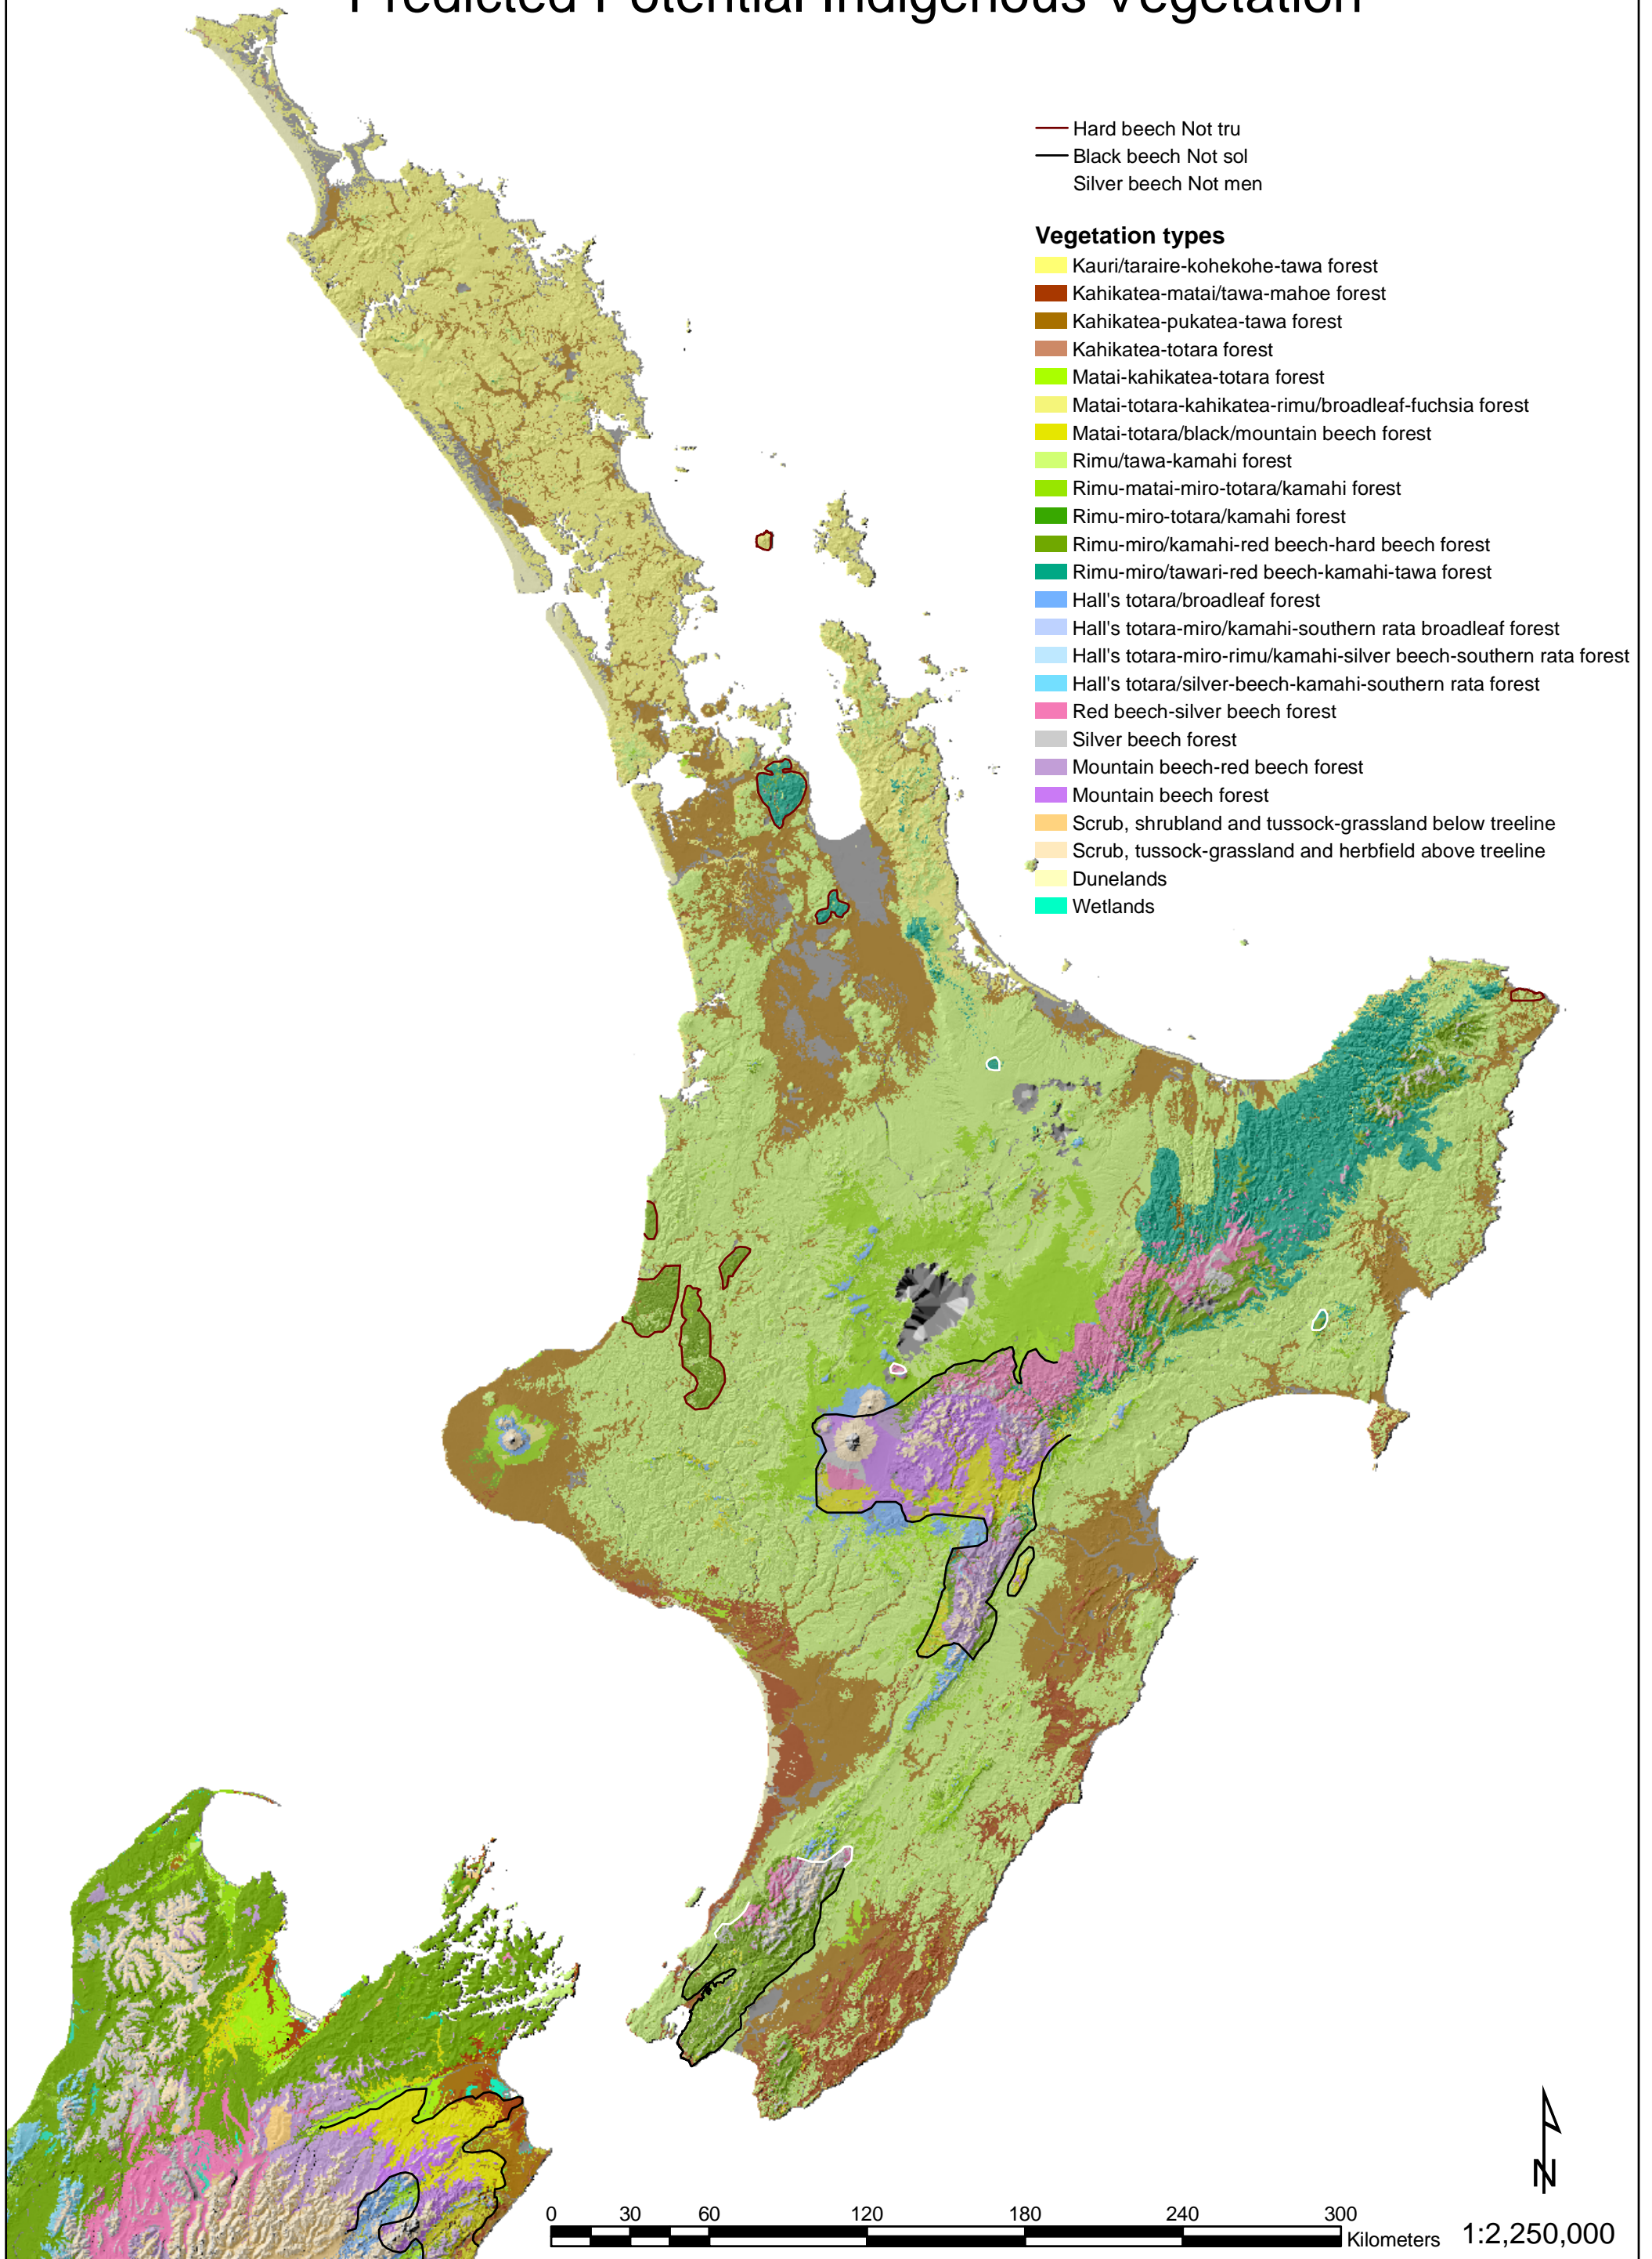 Predicted Potential Indigenous Vegetation
Hard beech Not tru
Black beech Not sol
Silver beech Not men
Vegetation types
Kauri/taraire-kohekohe-tawa forest
Kahikatea-matai/tawa-mahoe forest
Kahikatea-pukatea-tawa forest
Kahikatea-totara forest
Matai-kahikatea-totara forest
Matai-totara-kahikatea-rimu/broadleaf-fuchsia forest
Matai-totara/black/mountain beech forest
Rimu/tawa-kamahi forest
Rimu-matai-miro-totara/kamahi forest
Rimu-miro-totara/kamahi forest
Rimu-miro/kamahi-red beech-hard beech forest
Rimu-miro/tawari-red beech-kamahi-tawa forest
Hall's totara/broadleaf forest
Hall's totara-miro/kamahi-southern rata broadleaf forest
Hall's totara-miro-rimu/kamahi-silver beech-southern rata forest
Hall's totara/silver-beech-kamahi-southern rata forest
Red beech-silver beech forest
Silver beech forest
Mountain beech-red beech forest
Mountain beech forest
Scrub, shrubland and tussock-grassland below treeline
Scrub, tussock-grassland and herbfield above treeline
Dunelands
Wetlands
N
0 30 60 120 180 240 300
Kilometers 1:2,250,000